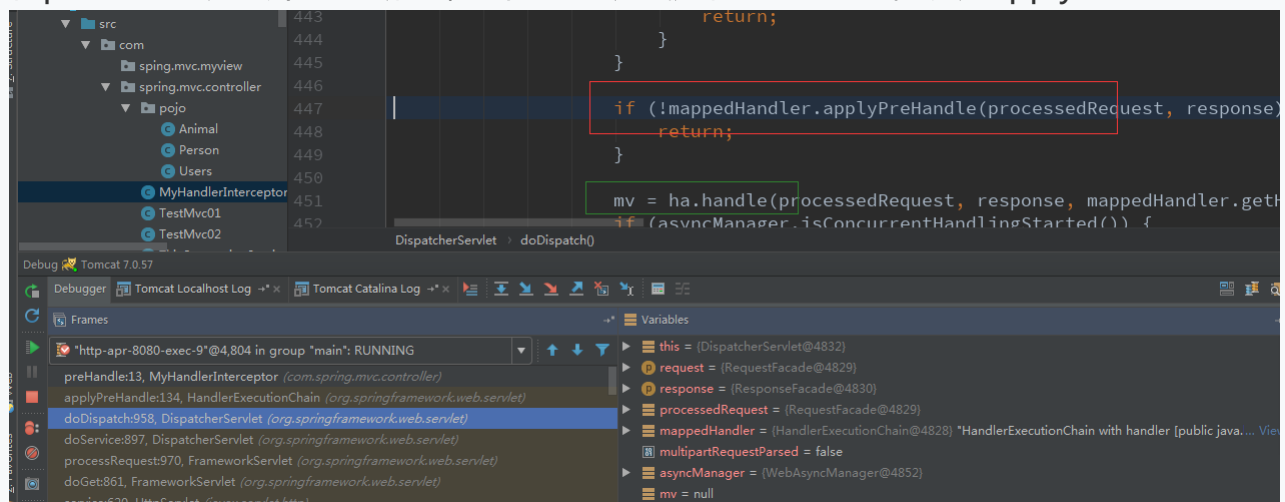 443 return;
src
444 }
com
445 }
sping.mvc.myview
446
spring.mvc.controller
447 if (!mappedHandler.applyPreHandle(processedRequest, response)
pojo
448 return;
Animal
449 }
Person
450
Users
451 mv = ha.handle(processedRequest, response, mappedHandler.getH
MyHandlerInterceptor
TestMvc01
452 if (asyncManager.isConcurrentHandlingStarted()) {
TestMvc02
DispatcherServlet › doDispatch()
Debug Tomcat 7.0.57
Debugger Tomcat Localhost Log Tomcat Catalina Log
Frames
Variables
"http-apr-8080-exec-9"@4,804 in group "main": RUNNING
this = {DispatcherServlet@4832}
request = {RequestFacade@4829}
preHandle:13, MyHandlerInterceptor (com.spring.mvc.controller)
response = {ResponseFacade@4830}
applyPreHandle:134, HandlerExecutionChain (org.springframework.web.servlet)
processedRequest = {RequestFacade@4829}
doDispatch:958, DispatcherServlet (org.springframework.web.servlet)
mappedHandler = {HandlerExecutionChain@4828} "HandlerExecutionChain with handler [public java.... View
doService:897, DispatcherServlet (org.springframework.web.servlet)
multipartRequestParsed = false
processRequest:970, FrameworkServlet (org.springframework.web.servlet)
asyncManager = {WebAsyncManager@4852}
doGet:861, FrameworkServlet (org.springframework.web.servlet)
mv = null